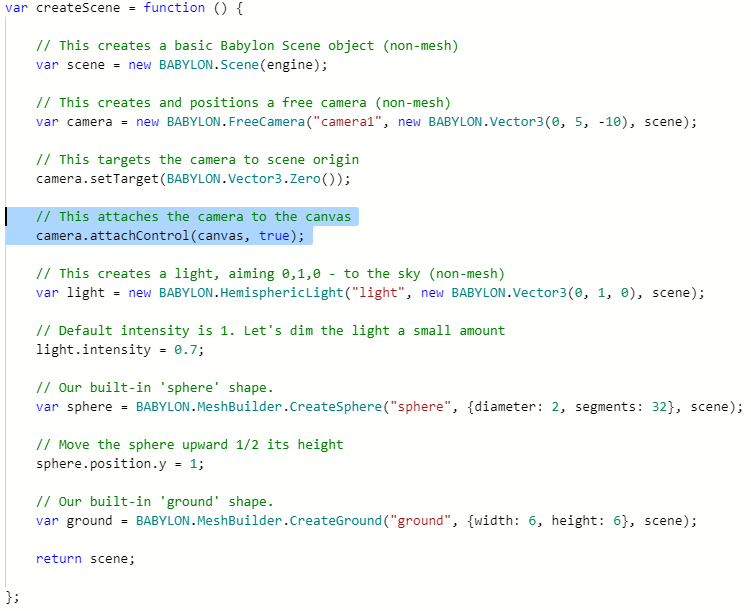 var createScene = function () {
// This creates a basic Babylon Scene object (non-mesh)
var scene = new BABYLON.Scene(engine);
// This creates and positions a free camera (non-mesh)
var camera = new BABYLON.FreeCamera("camera1", new BABYLON.Vector3(0, 5, -10), scene);
// This targets the camera to scene origin
camera.setTarget(BABYLON.Vector3.Zero());
// This attaches the camera to the canvas
camera.attachControl(canvas, true);
// This creates a light, aiming 0,1,0 - to the sky (non-mesh)
var light = new BABYLON.HemisphericLight("light", new BABYLON.Vector3(0, 1, 0), scene);
// Default intensity is 1. Let's dim the light a small amount
light.intensity = 0.7;
// Our built-in 'sphere' shape.
var sphere = BABYLON.MeshBuilder.CreateSphere("sphere", {diameter: 2, segments: 32}, scene);
// Move the sphere upward 1/2 its height
sphere.position.y = 1;
// Our built-in 'ground' shape.
var ground = BABYLON.MeshBuilder.CreateGround("ground", {width: 6, height: 6}, scene);
return scene;
};